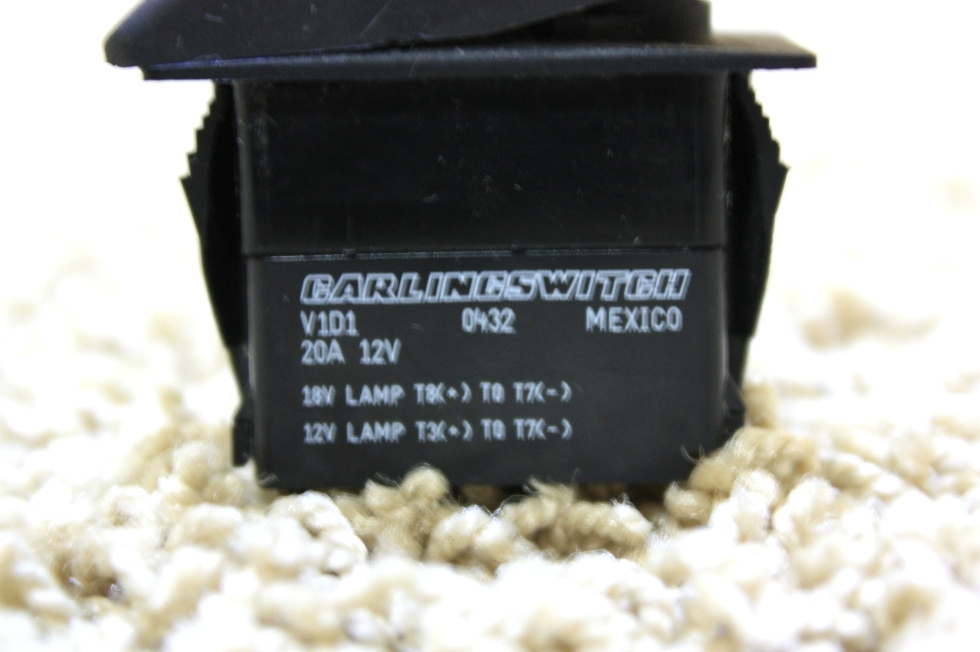 CARLINGSWITCH
V1D1 0432 MEXICO
20A 12V
18V LAMP T8(+) TO T7(-)
12V LAMP T3(+) TO T7(-)